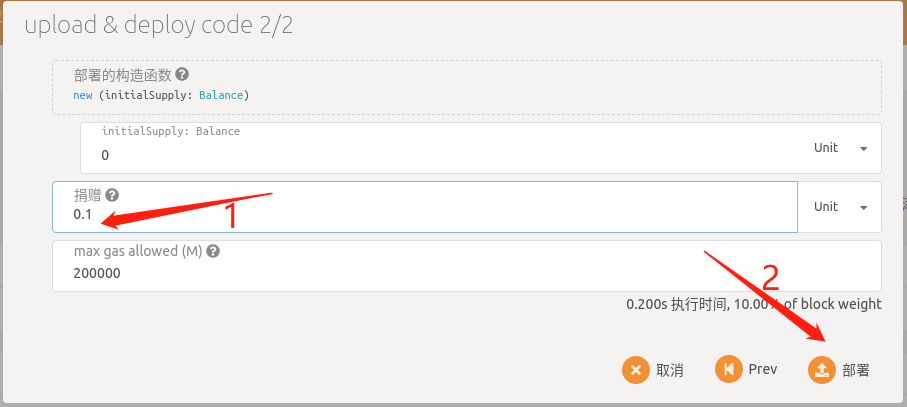 upload & deploy code 2/2
部署的构造函数
new (initialSupply: Balance)
initialSupply: Balance
0
Unit
捐赠
0.1
Unit
1
max gas allowed (M)
200000
2
0.200s 执行时间, 10.00% of block weight
取消
Prev
部署